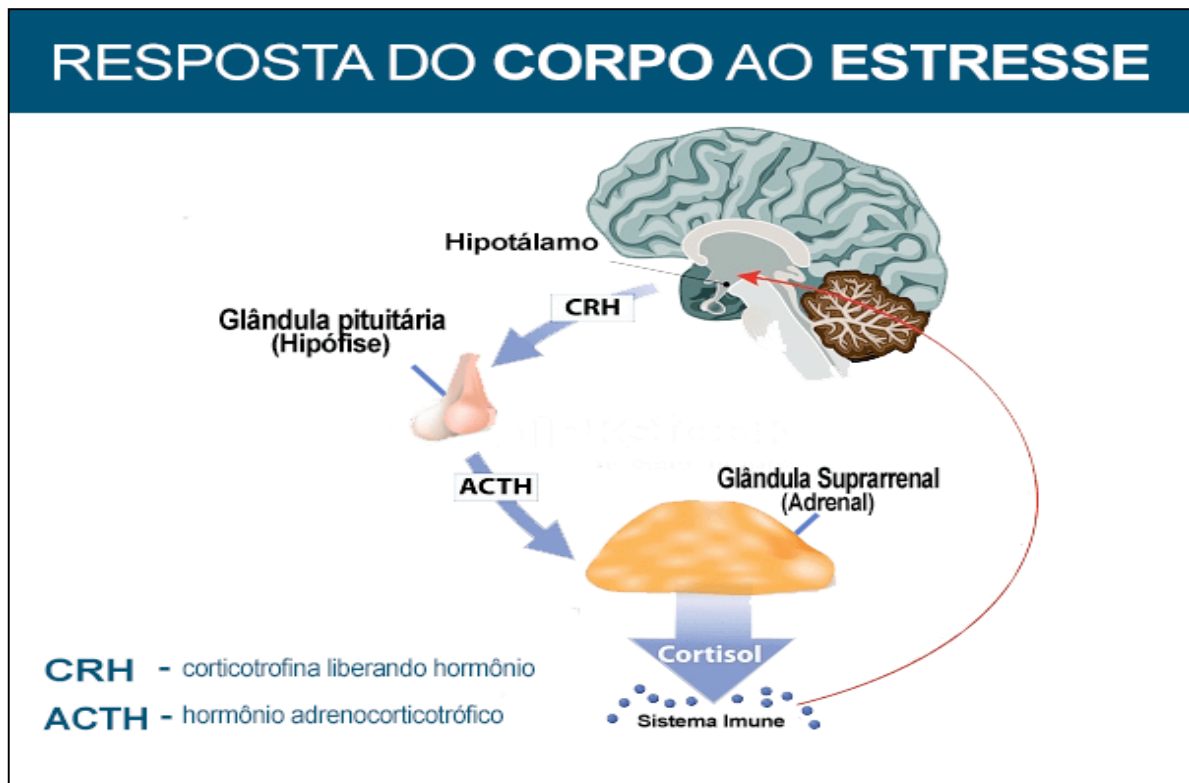 RESPOSTA DO CORPO AO ESTRESSE
Hipotálamo
CRH
Glândula pituitária
(Hipófise)
ACTH
Glândula Suprarrenal
(Adrenal)
Cortisol
Sistema Imune
CRH - corticotrofina liberando hormônio
ACTH - hormônio adrenocorticotrófico